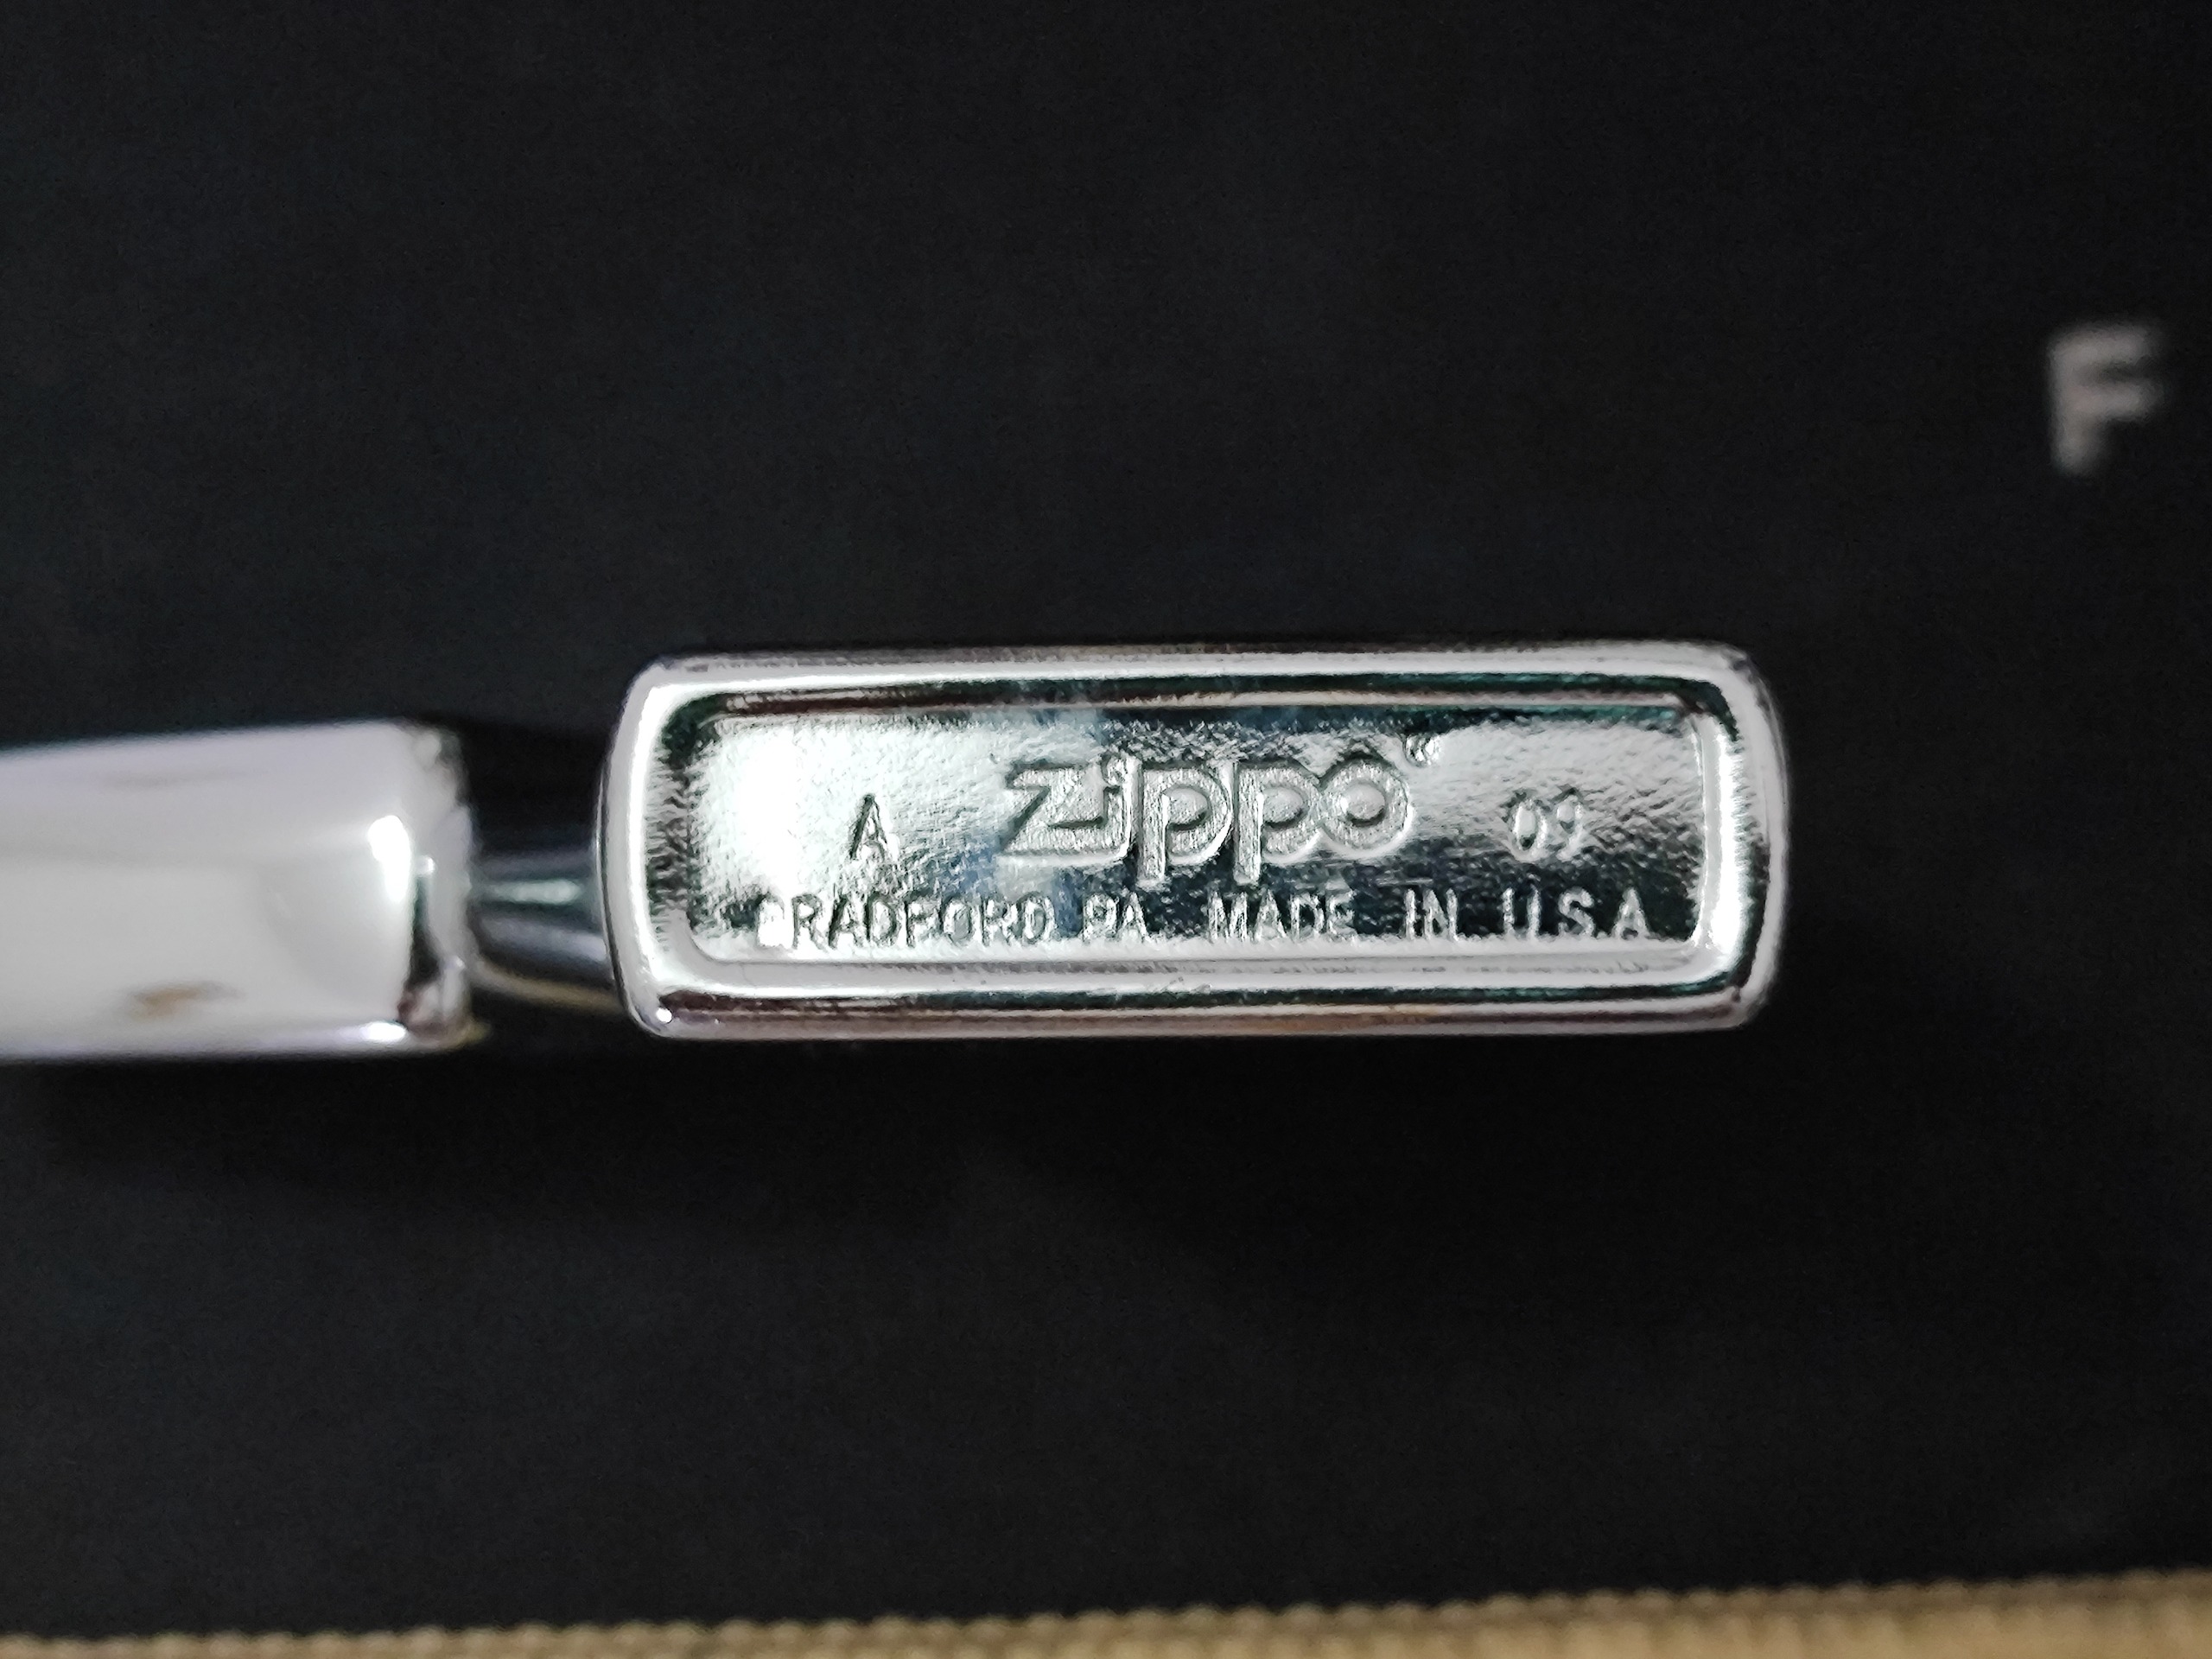 F
A zippo 09
BRADFORD PA. MADE IN U.S.A